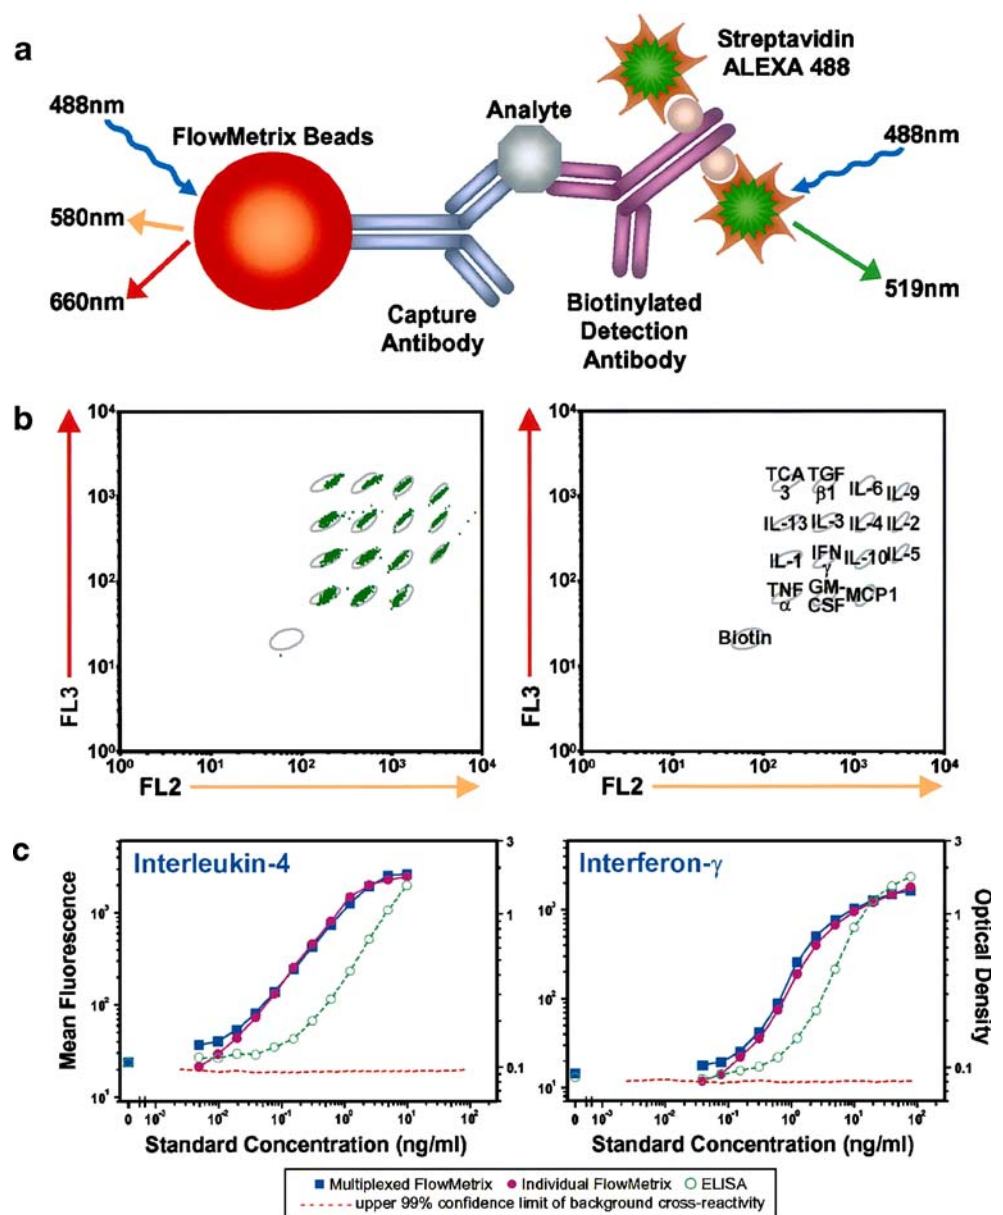 a
Streptavidin
ALEXA 488
Analyte
488nm
FlowMetrix Beads
488nm
580nm
660nm
519nm
Capture
Antibody
Biotinylated
Detection
Antibody
b
10⁴
10³
10²
10¹
10⁰
FL3
10⁰ 10¹ 10² 10³ 10⁴
FL2
10⁴
10³
10²
10¹
10⁰
FL3
TCA TGF
3 β1 IL-6 IL-9
IL-13 IL-3 IL-4 IL-2
IL-1 IFN IL-10 IL-5
γ
TNF GM- MCP1
α CSF
Biotin
10⁰ 10¹ 10² 10³ 10⁴
FL2
c
Interleukin-4
Mean Fluorescence
10³
10²
10¹
3
1
0.1
0 10⁻³ 10⁻² 10⁻¹ 10⁰ 10¹ 10²
Standard Concentration (ng/ml)
Interferon-γ
10³
10²
10¹
3
1
0.1
Optical Density
0 10⁻³ 10⁻² 10⁻¹ 10⁰ 10¹ 10²
Standard Concentration (ng/ml)
Multiplexed FlowMetrix Individual FlowMetrix ELISA
upper 99% confidence limit of background cross-reactivity